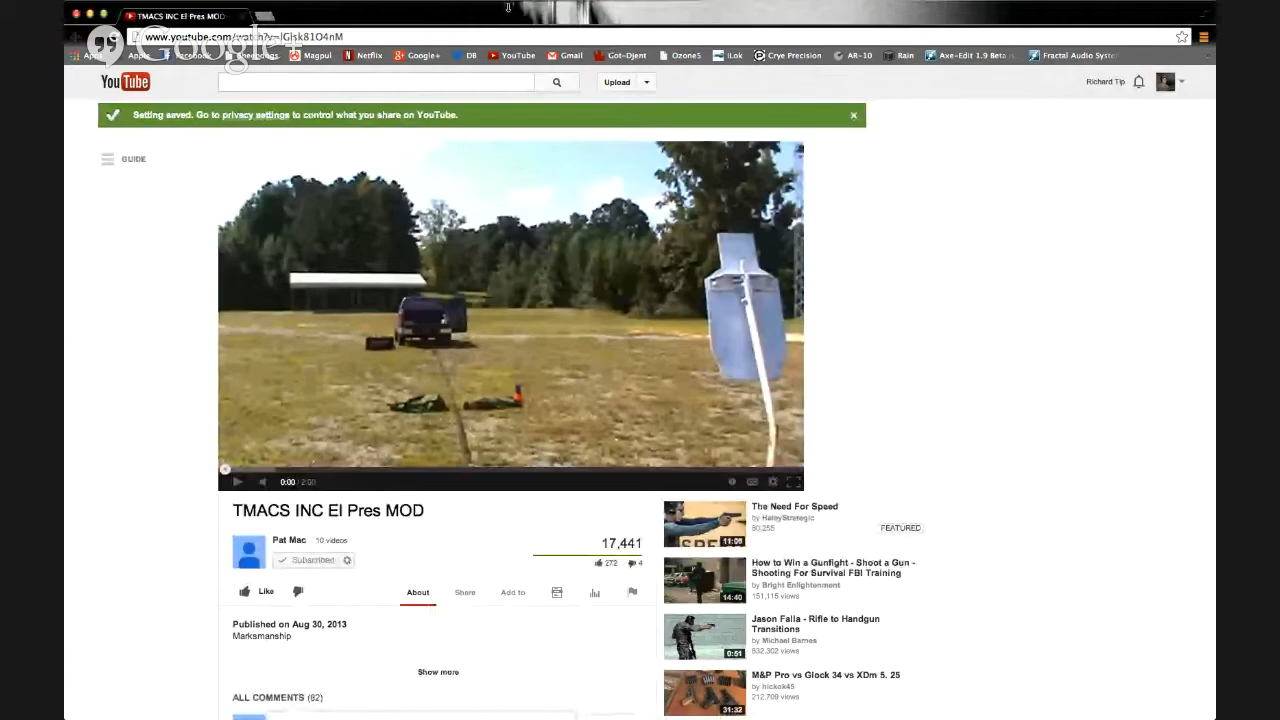 TMACS INC El Pres MOD
www.youtube.com/watch?v=
Google+
Apps
Apps
Facebook
Magpul
Netflix
Google+
DB
YouTube
Gmail
Got-Djent
Ozone5
ILok
Crye Precision
AR-10
Rain
Axe-Edit 1.9 Beta
Fractal Audio Syste
YouTube
Upload
Richard Tip
Setting saved. Go to privacy settings to control what you share on YouTube.
GUIDE
0:00 / 2:00
TMACS INC El Pres MOD
Pat Mac 10 videos
Subscribed
17,441
272 4
Like
About Share Add to
Published on Aug 30, 2013
Marksmanship
Show more
ALL COMMENTS (82)
The Need For Speed
by HaleyStrategic
FEATURED
11:06
How to Win a Gunfight - Shoot a Gun -
Shooting For Survival FBI Training
by Bright Enlightenment
151,115 views
14:40
Jason Falla - Rifle to Handgun
Transitions
by Michael Barnes
832,302 views
0:51
M&P Pro vs Glock 34 vs XDm 5. 25
by hickok45
212,709 views
31:32